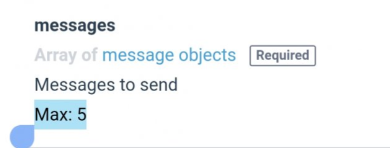 messages
Array of message objects Required
Messages to send
Max: 5